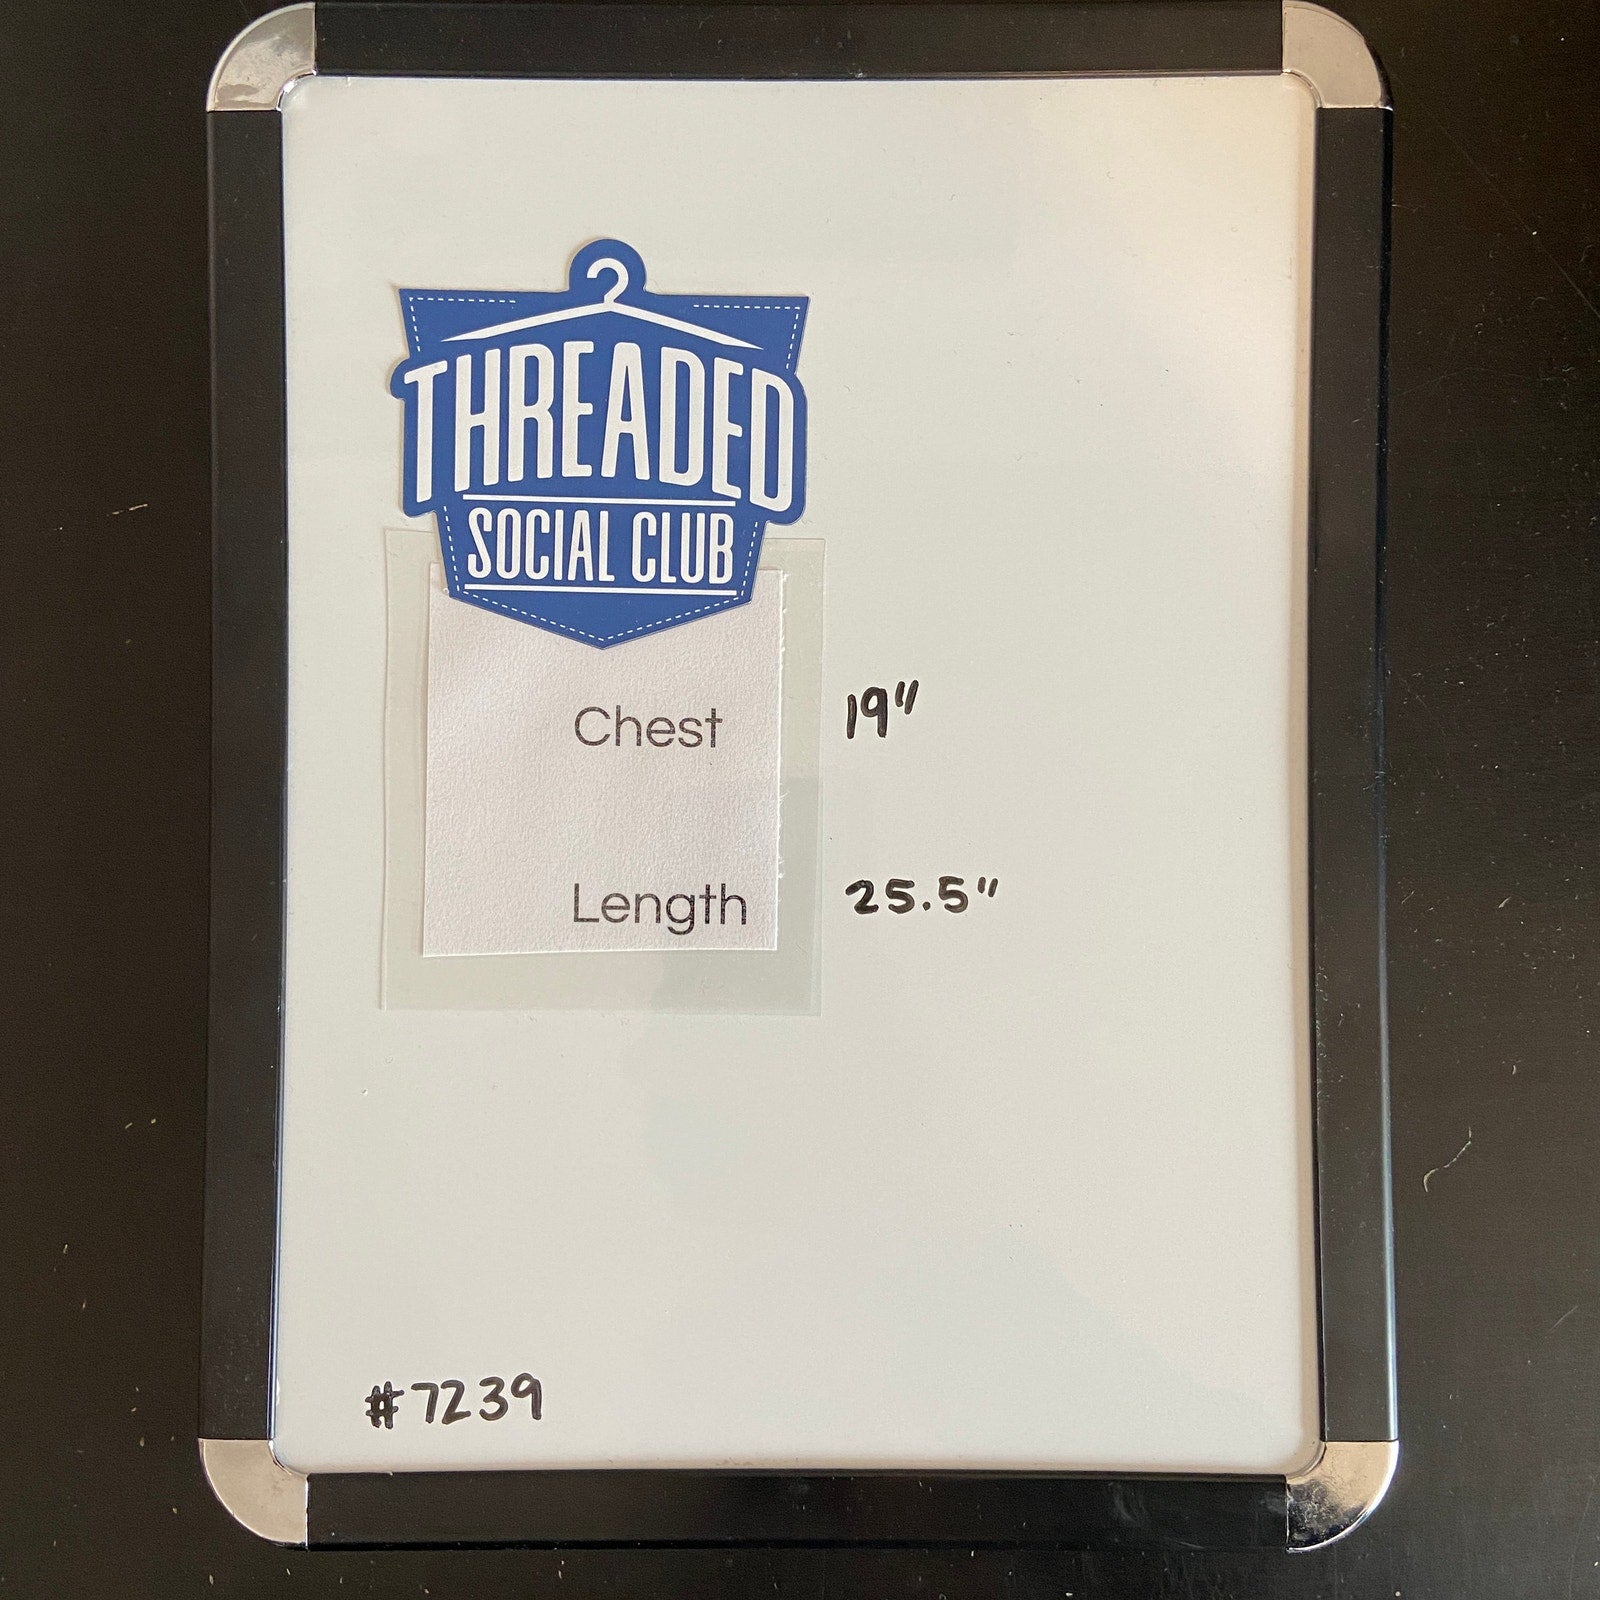 THREADED
SOCIAL CLUB
Chest 19"
Length 25.5"
#7239